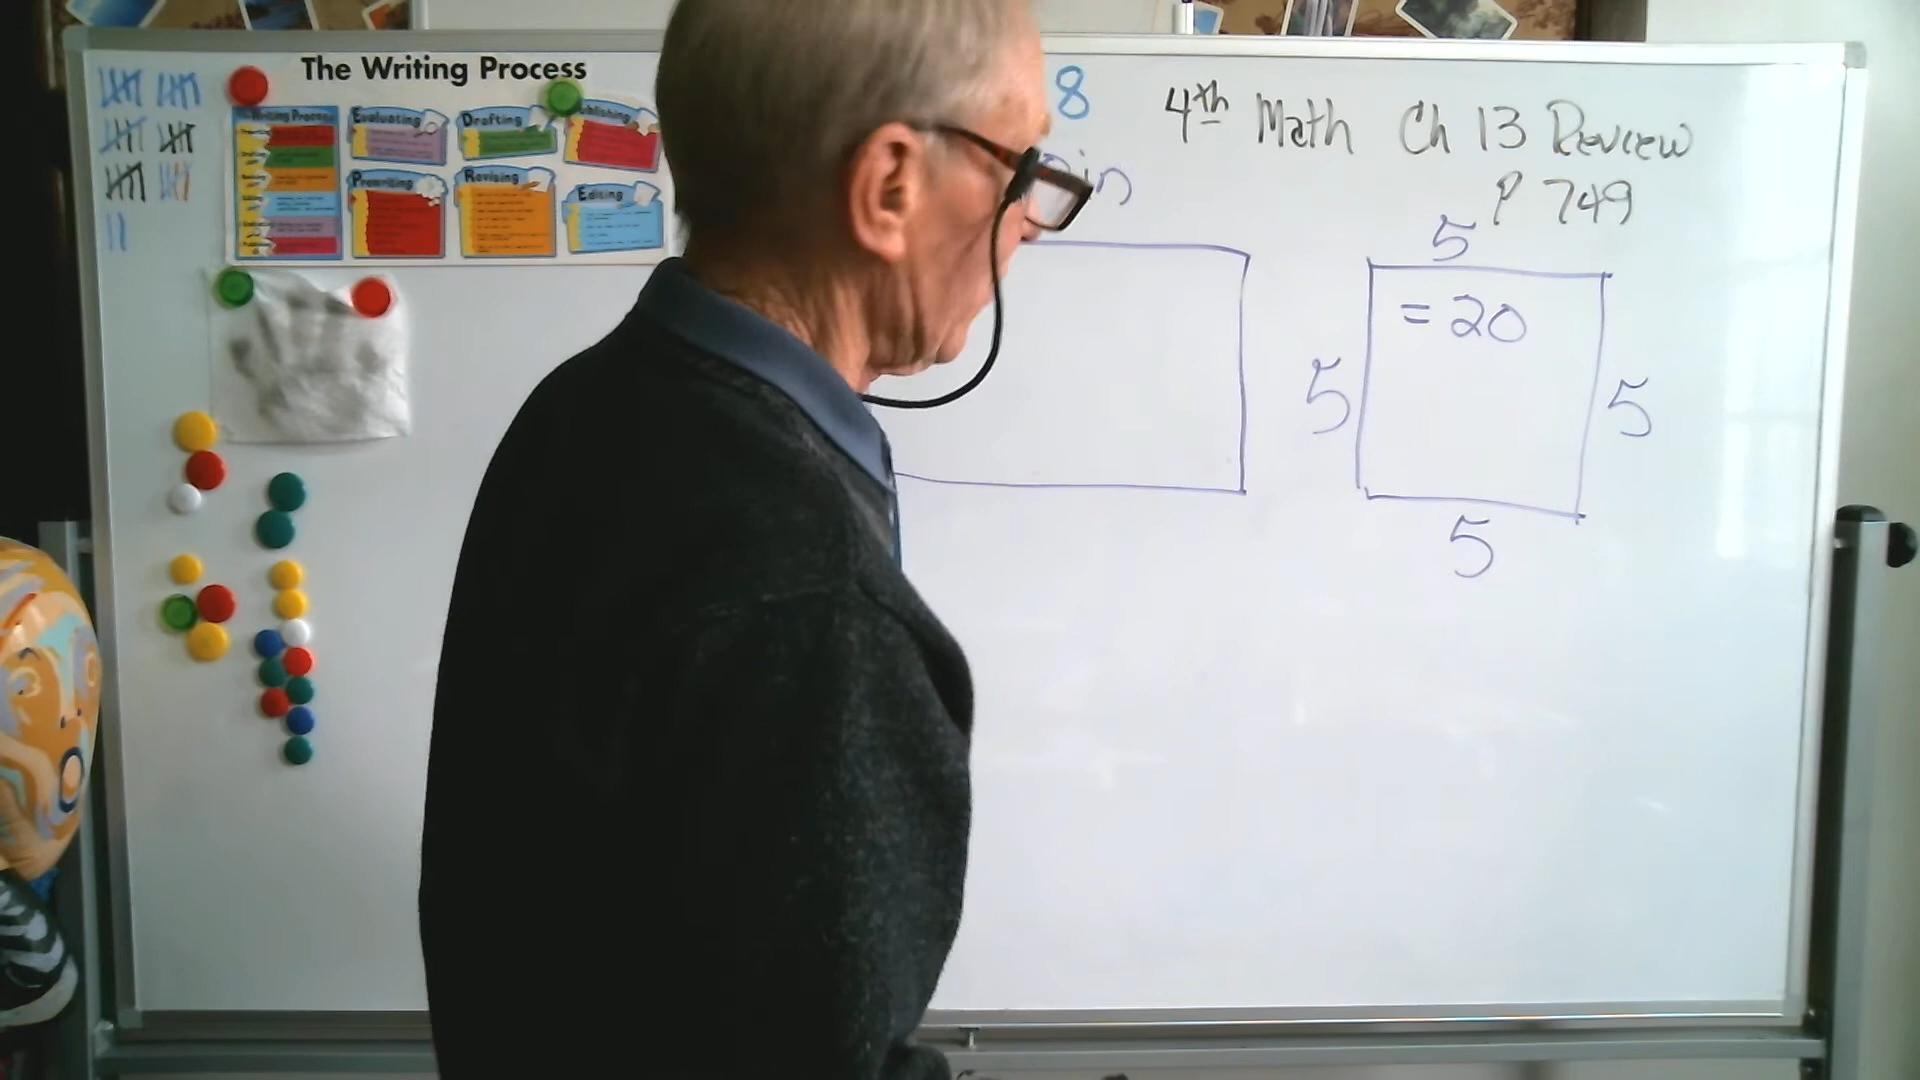 The Writing Process
Writing Process
Evaluating
Drafting
Publishing
Prewriting
Revising
Editing
8
4th Math Ch 13 Review
P 749
in
5
= 20
5
5
5